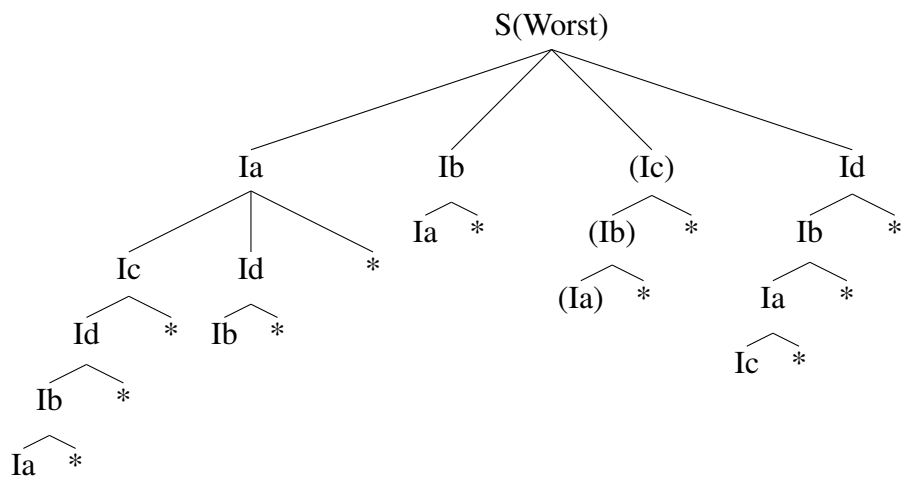 S(Worst)
Ia Ib (Ic) Id
Ia * (Ib) * Ib *
Ic Id *
(Ia) * Ia *
Id * Ib *
Ic *
Ib *
Ia *